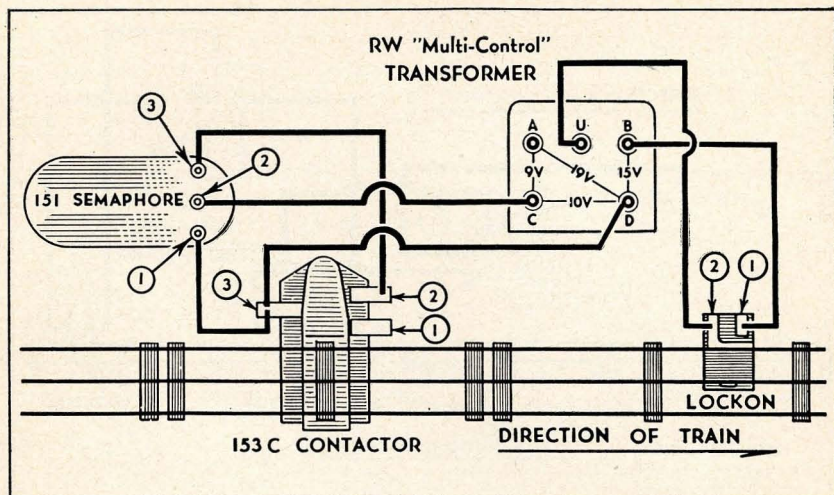 RW "Multi-Control"
TRANSFORMER
3
2
151 SEMAPHORE
1
A U B
9V 19V 15V
10V
C D
3
2
1
2 1
LOCKON
153 C CONTACTOR
DIRECTION OF TRAIN